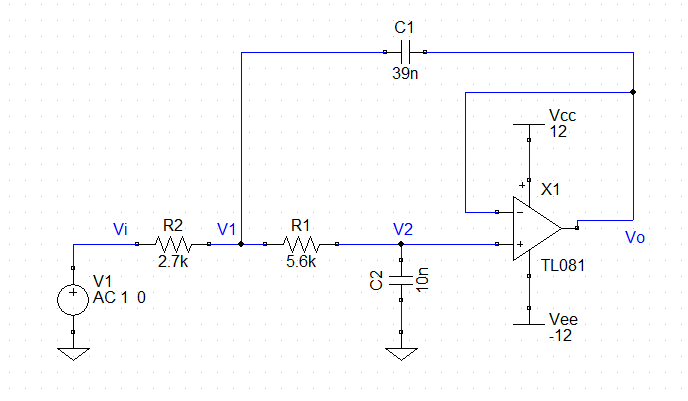 C1
39n
Vcc
12
+
X1
Vi
R2
V1
R1
V2
−
+
Vo
2.7k
5.6k
TL081
C2
10n
V1
+
AC 1 0
Vee
-12